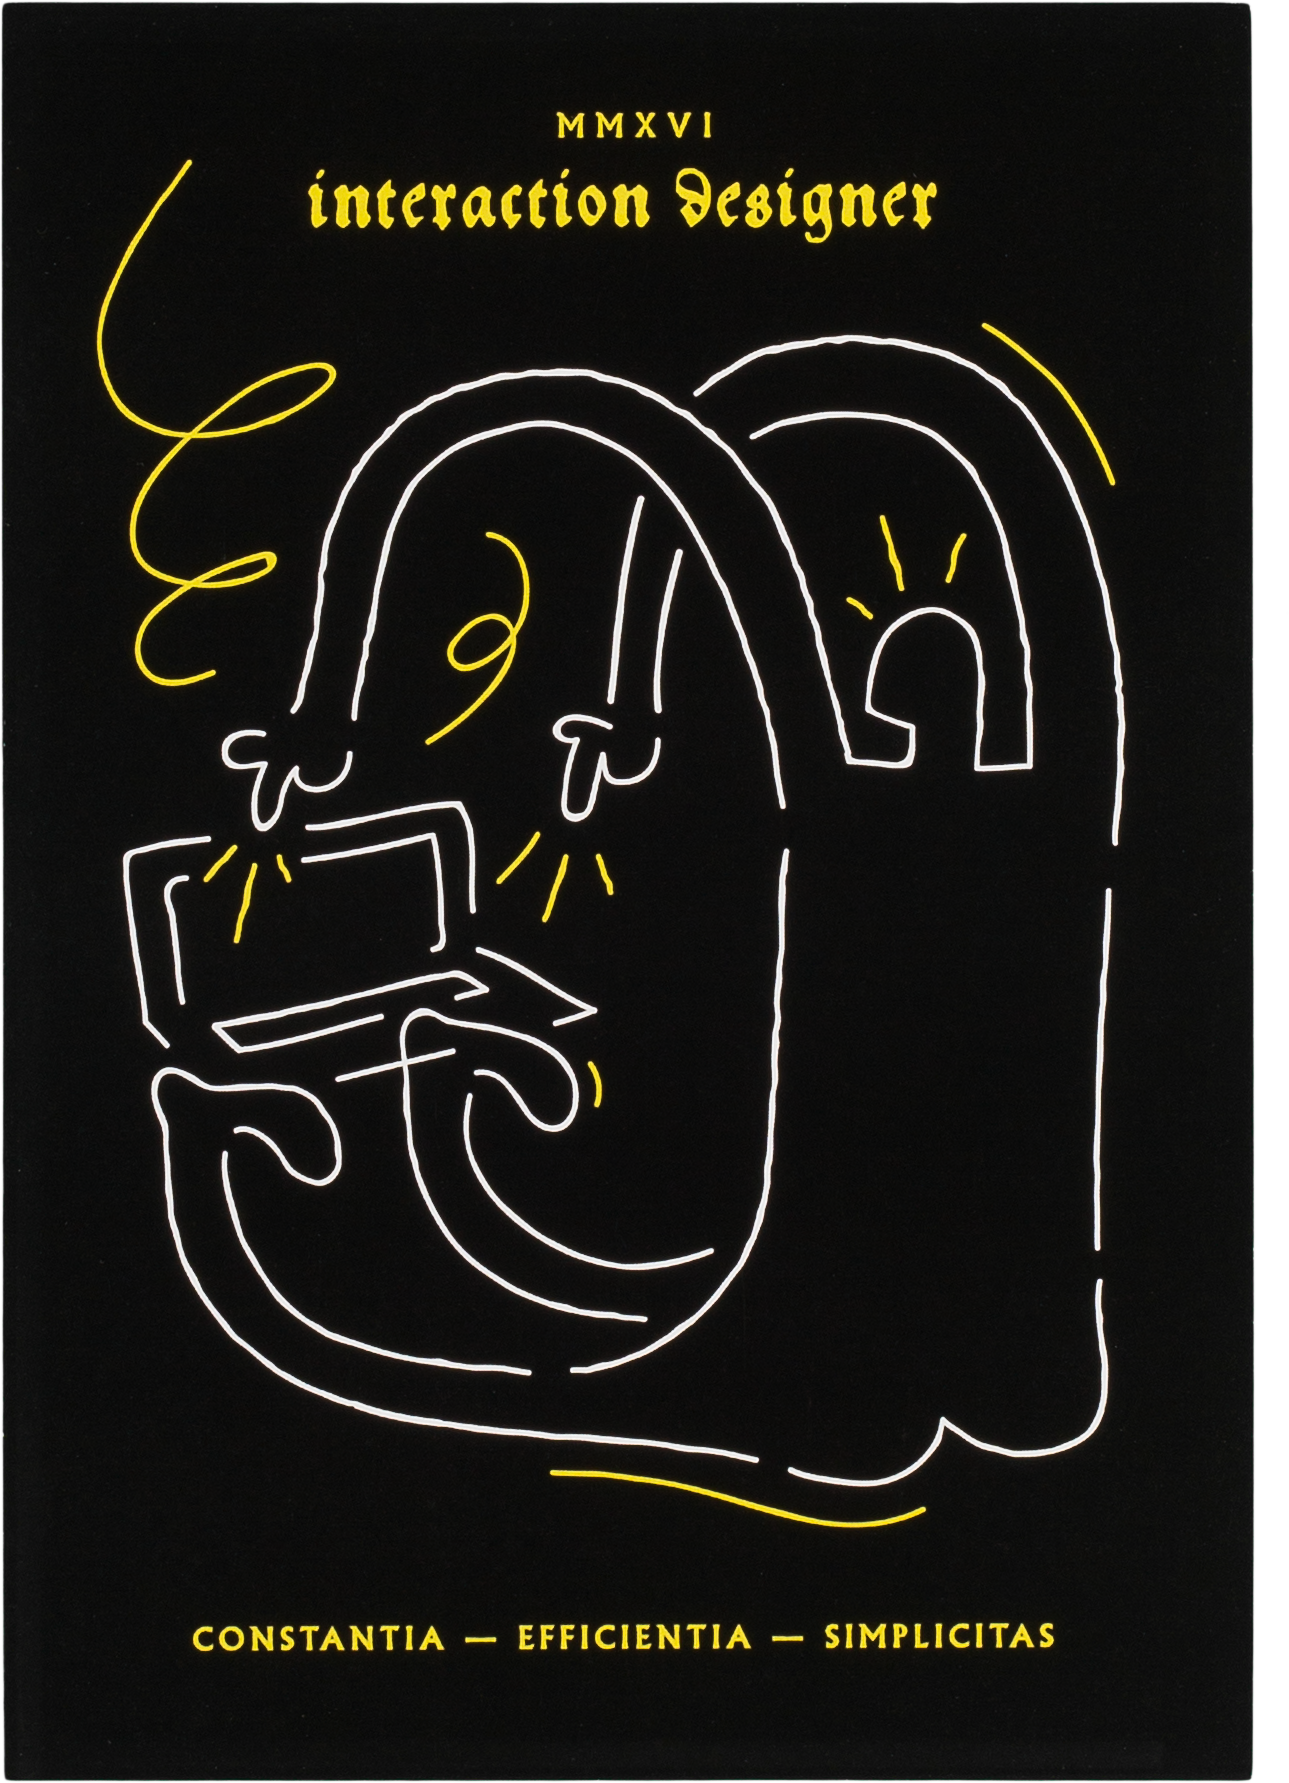 MMXVI
interaction designer
CONSTANTIA — EFFICIENTIA — SIMPLICITAS